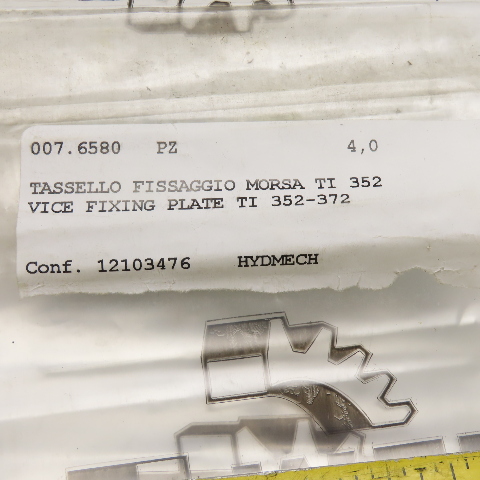 007.6580 PZ 4,0
TASSELLO FISSAGGIO MORSA TI 352
VICE FIXING PLATE TI 352-372
Conf. 12103476 HYDMECH